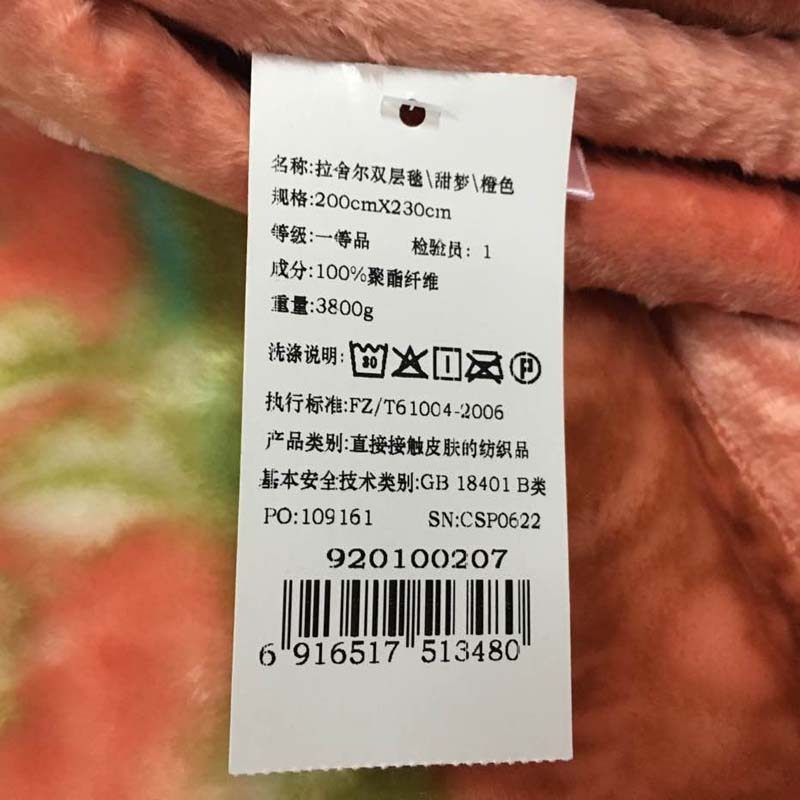 名称:拉舍尔双层毯\甜梦\橙色
规格:200cmX230cm
等级:一等品 检验员: 1
成分:100%聚酯纤维
重量:3800g
洗涤说明: 30 P
执行标准:FZ/T61004-2006
产品类别:直接接触皮肤的纺织品
基本安全技术类别:GB 18401 B类
PO:109161 SN:CSP0622
920100207
6 916517 513480